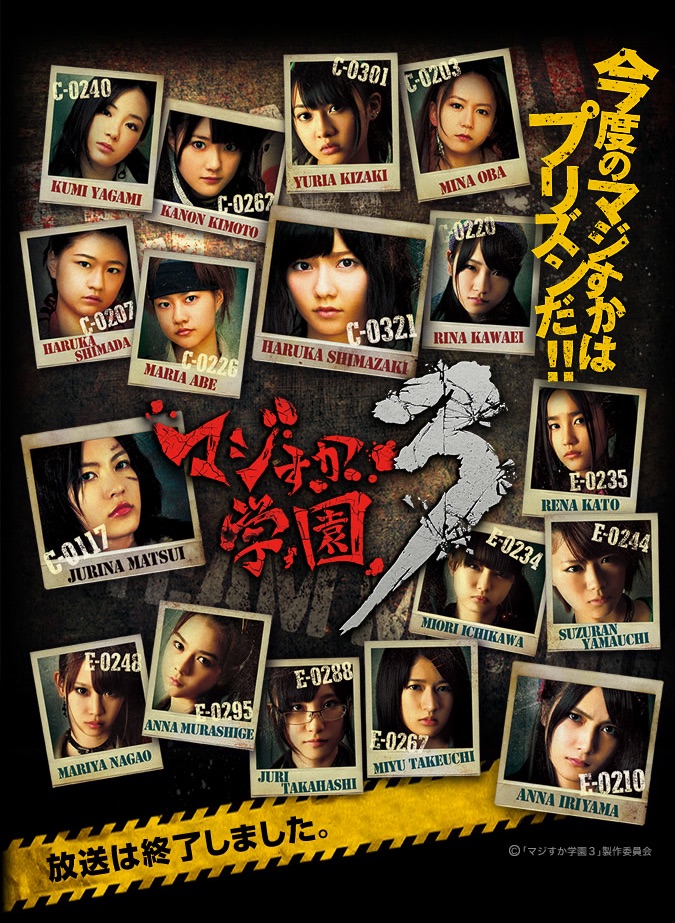 今度のマジすかは
プリズンだ!!
C-0240
KUMI YAGAMI
C-0262
KANON KIMOTO
C-0301
YURIA KIZAKI
C-0203
MINA OBA
C-0207
HARUKA
SHIMADA
C-0226
MARIA ABE
C-0321
HARUKA SHIMAZAKI
C-0220
RINA KAWAEI
マジすか
学園
3
C-0117
JURINA MATSUI
E-0235
RENA KATO
E-0234
MIORI ICHIKAWA
E-0244
SUZURAN
YAMAUCHI
E-0248
MARIYA NAGAO
E-0295
ANNA MURASHIGE
E-0288
JURI
TAKAHASHI
E-0267
MIYU TAKEUCHI
E-0210
ANNA IRIYAMA
放送は終了しました。
©「マジすか学園3」製作委員会